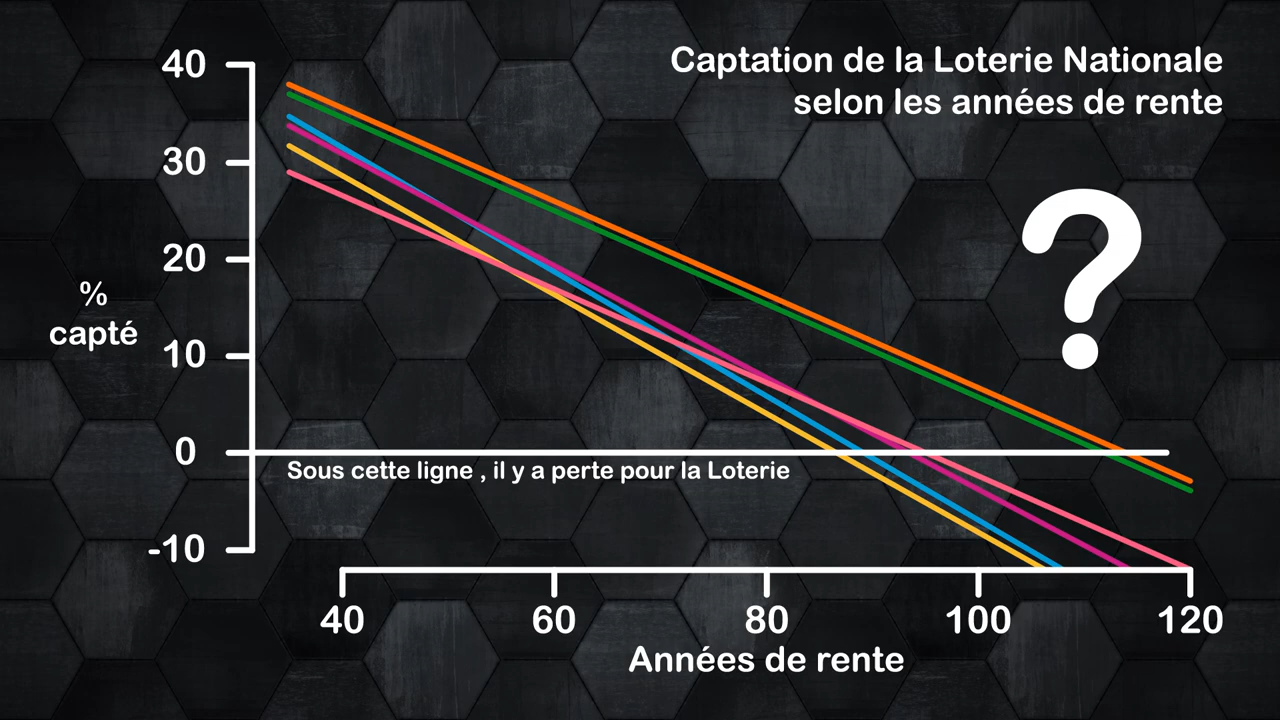 Captation de la Loterie Nationale
selon les années de rente
?
40
30
20
10
0
-10
%
capté
Sous cette ligne , il y a perte pour la Loterie
40 60 80 100 120
Années de rente